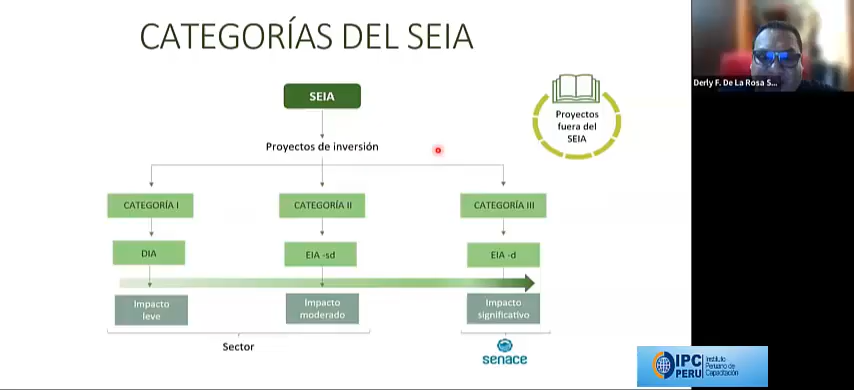 CATEGORÍAS DEL SEIA
Derly F. De La Rosa S...
SEIA
Proyectos
fuera del
SEIA
Proyectos de inversión
CATEGORÍA I
CATEGORÍA II
CATEGORÍA III
DIA
EIA -sd
EIA -d
Impacto
leve
Impacto
moderado
Impacto
significativo
Sector
senace
IPC
PERU
Instituto
Peruano de
Capacitación